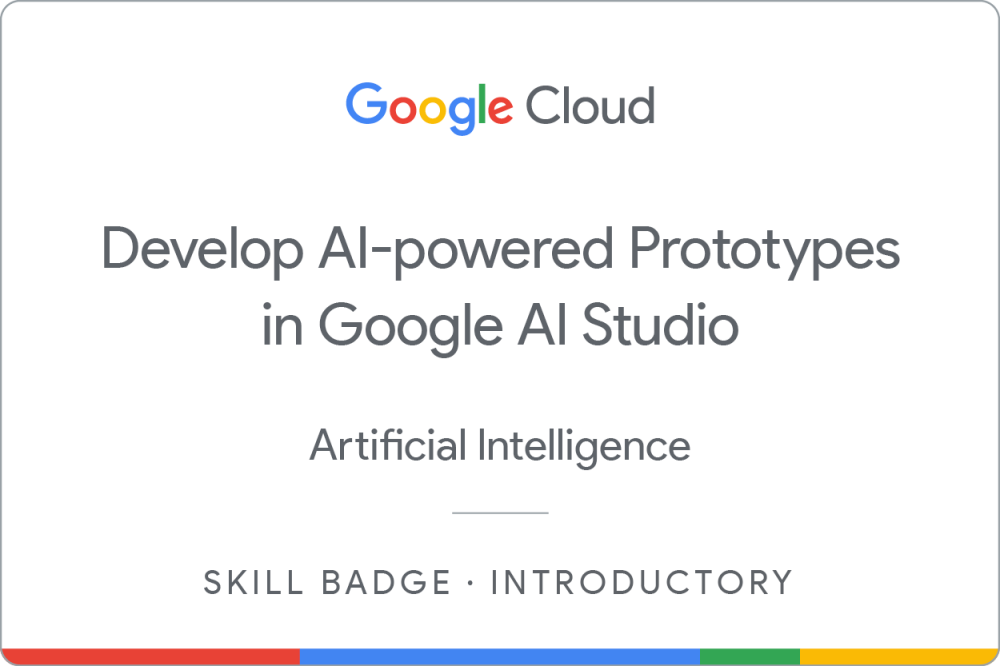 Google Cloud
Develop AI-powered Prototypes
in Google AI Studio
Artificial Intelligence
SKILL BADGE · INTRODUCTORY